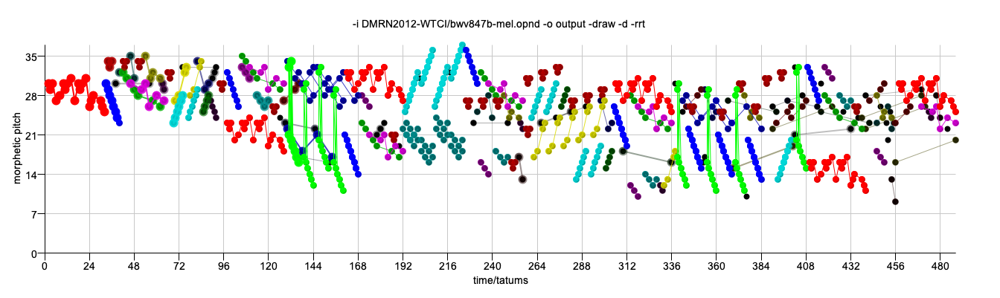 -i DMRN2012-WTCI/bwv847b-mel.opnd -o output -draw -d -rrt
35
28
21
14
7
0
morphetic pitch
0 24 48 72 96 120 144 168 192 216 240 264 288 312 336 360 384 408 432 456 480
time/tatums